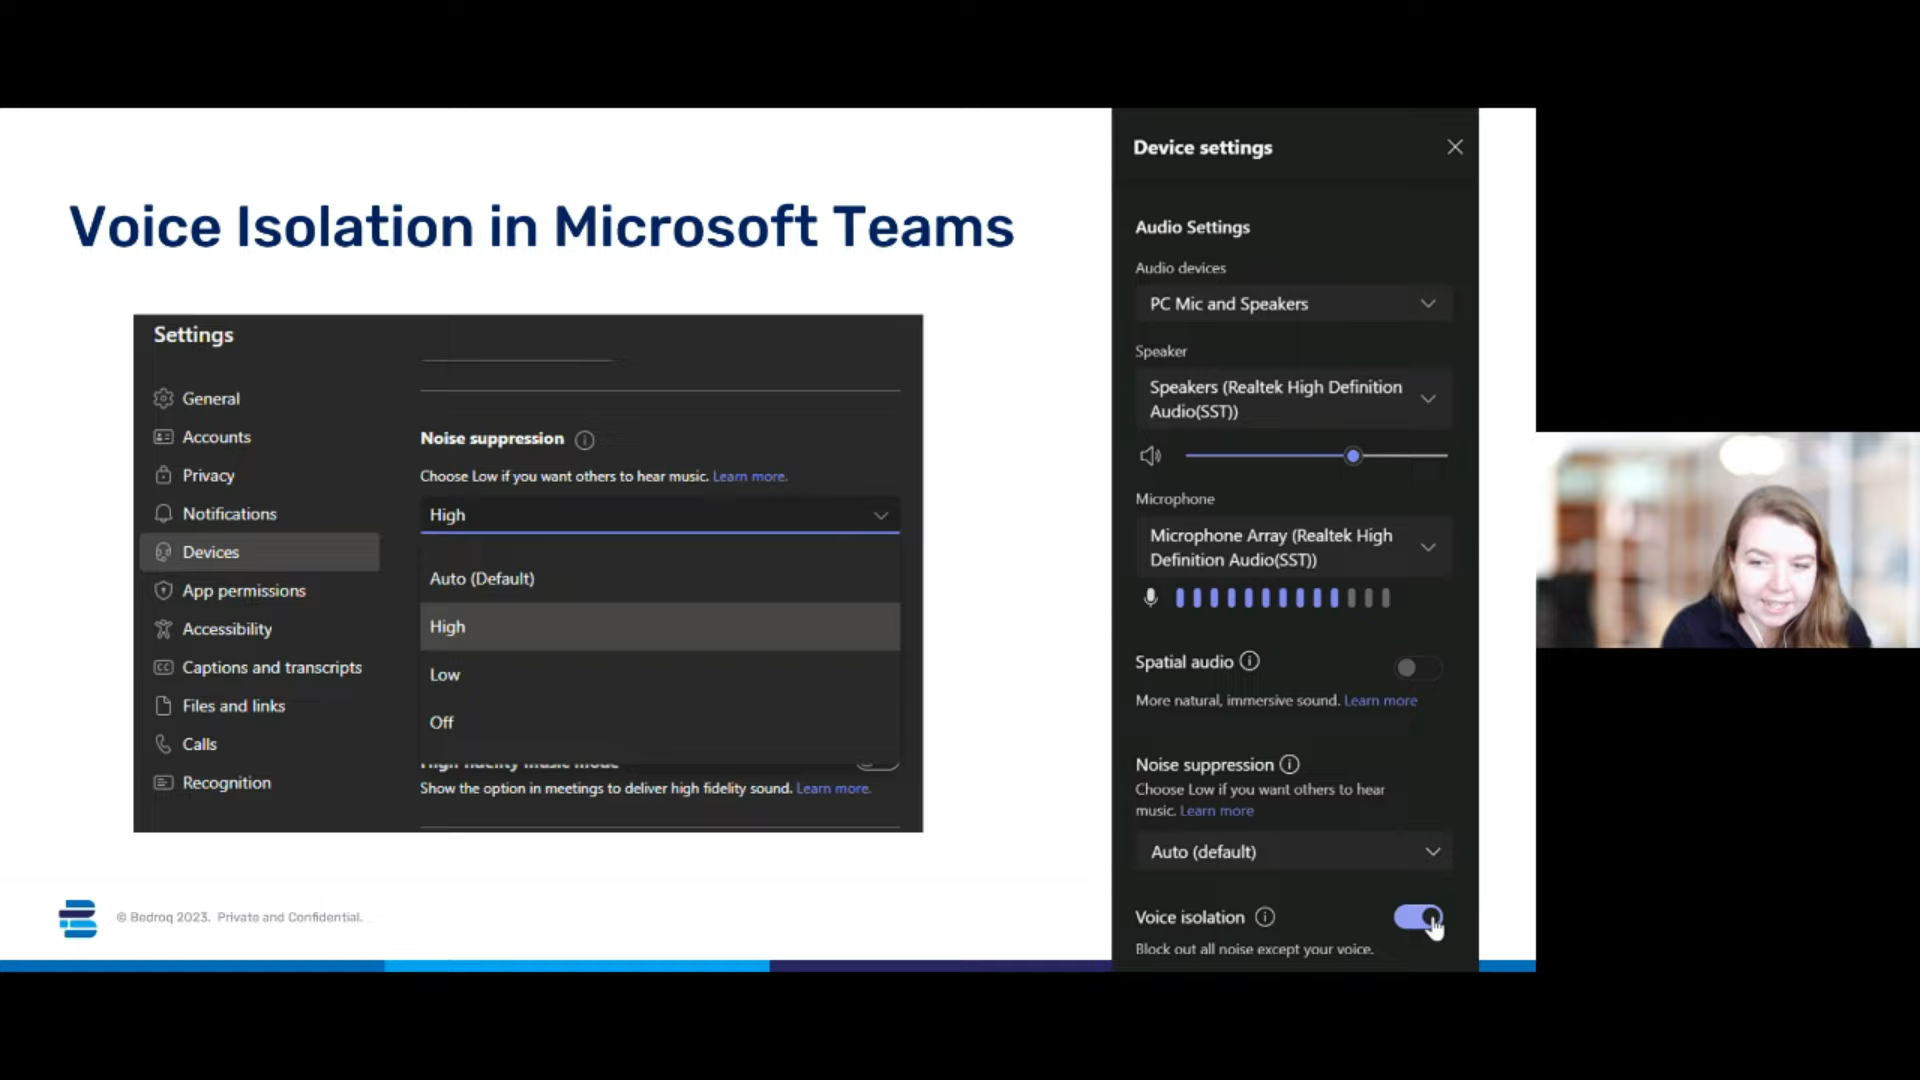 Voice Isolation in Microsoft Teams
Settings
General
Accounts
Privacy
Notifications
Devices
App permissions
Accessibility
Captions and transcripts
Files and links
Calls
Recognition
Noise suppression
Choose Low if you want others to hear music. Learn more.
High
Auto (Default)
High
Low
Off
High fidelity music mode
Show the option in meetings to deliver high fidelity sound. Learn more.
© Bedroq 2023. Private and Confidential.
Device settings
Audio Settings
Audio devices
PC Mic and Speakers
Speaker
Speakers (Realtek High Definition
Audio(SST))
Microphone
Microphone Array (Realtek High
Definition Audio(SST))
Spatial audio
More natural, immersive sound. Learn more
Noise suppression
Choose Low if you want others to hear
music. Learn more
Auto (default)
Voice isolation
Block out all noise except your voice.